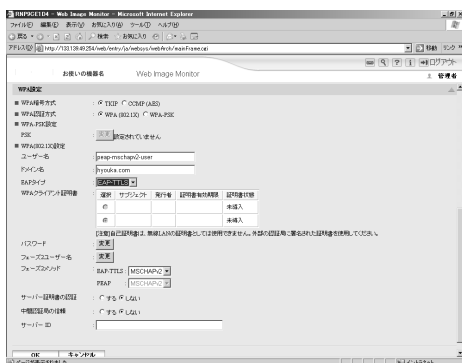 RNP9CE1D4 - Web Image Monitor - Microsoft Internet Explorer
ファイル(F) 編集(E) 表示(V) お気に入り(A) ツール(T) ヘルプ(H)
戻る 検索 お気に入り
アドレス(D) http://133.139.49.254/web/entry/ja/websys/webArch/mainFrame.cgi 移動 リンク
ログアウト
お使いの機器名 Web Image Monitor 管理者
WPA設定
■ WPA暗号方式 : TKIP CCMP (AES)
■ WPA認証方式 : WPA (802.1X) WPA-PSK
■ WPA-PSK設定
PSK : 変更 設定されていません
■ WPA(802.1X)設定
ユーザー名 : peap-mschapv2-user
ドメイン名 : hyouka.com
EAPタイプ : EAP-TTLS
WPAクライアント証明書 : 選択 サブジェクト 発行者 証明書有効期限 証明書状態
未導入
未導入
[注意]自己証明書は、無線LANの証明書としては使用できません。外部の認証局に署名された証明書を使用してください。
パスワード : 変更
フェーズ2ユーザー名 : 変更
フェーズ2メソッド : EAP-TTLS : MSCHAPv2
PEAP : MSCHAPv2
サーバー証明書の認証 : する しない
中間認証局の信頼 : する しない
サーバーID :
OK キャンセル
ページが表示されました イントラネット